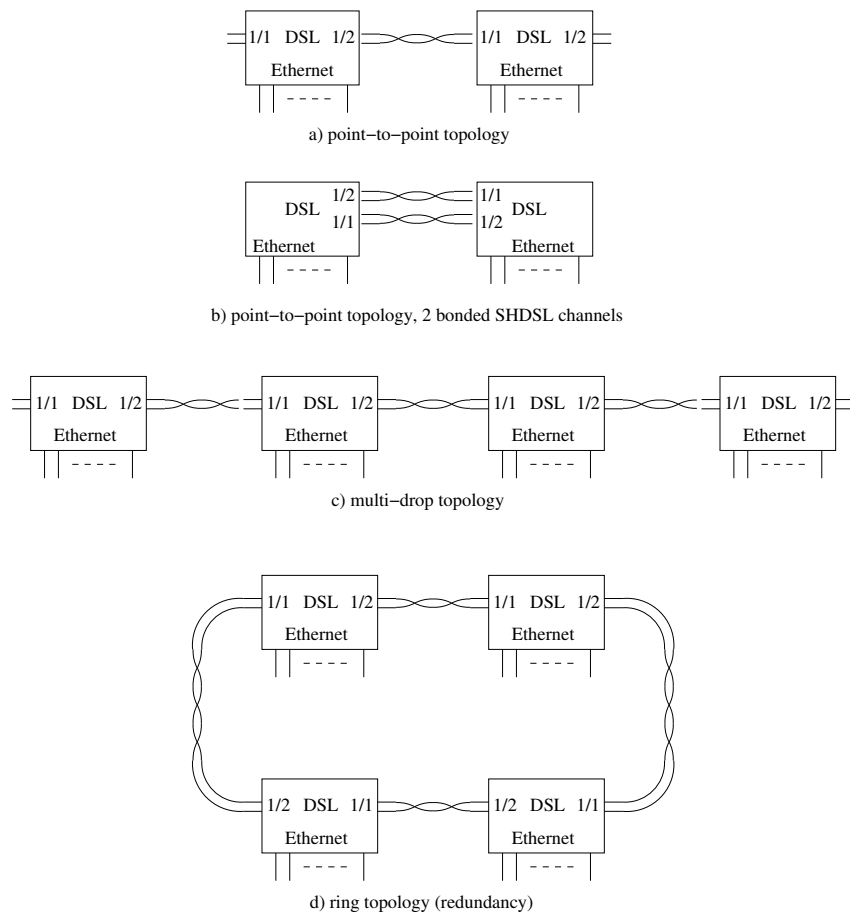 1/1 DSL 1/2 1/1 DSL 1/2
Ethernet Ethernet
a) point−to−point topology
1/2 1/1
DSL DSL
1/1 1/2
Ethernet Ethernet
b) point−to−point topology, 2 bonded SHDSL channels
1/1 DSL 1/2 1/1 DSL 1/2 1/1 DSL 1/2 1/1 DSL 1/2
Ethernet Ethernet Ethernet Ethernet
c) multi−drop topology
1/1 DSL 1/2 1/1 DSL 1/2
Ethernet Ethernet
1/2 DSL 1/1 1/2 DSL 1/1
Ethernet Ethernet
d) ring topology (redundancy)